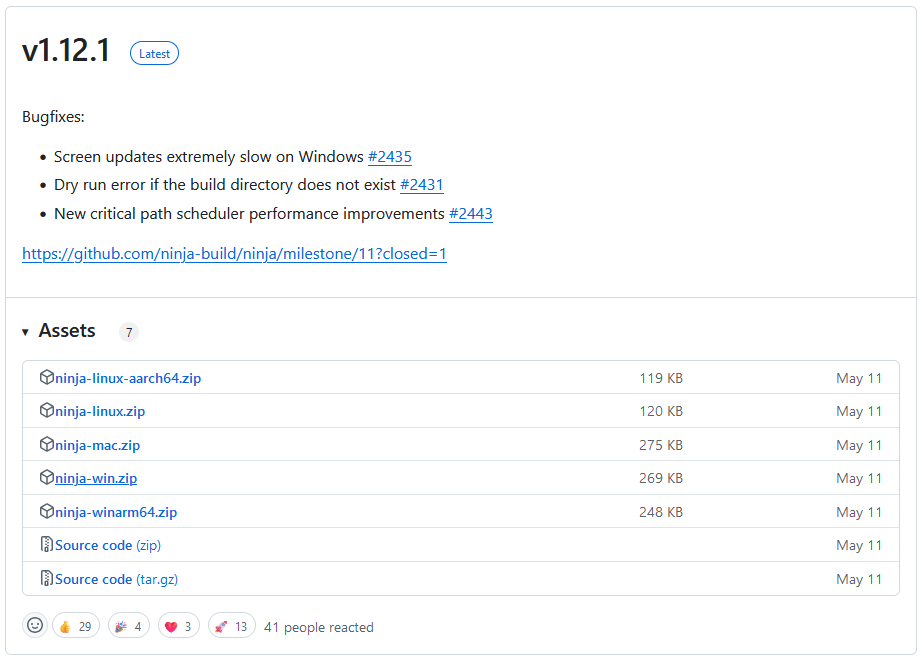 v1.12.1 Latest
Bugfixes:
• Screen updates extremely slow on Windows #2435
• Dry run error if the build directory does not exist #2431
• New critical path scheduler performance improvements #2443
https://github.com/ninja-build/ninja/milestone/11?closed=1
▾ Assets 7
ninja-linux-aarch64.zip 119 KB May 11
ninja-linux.zip 120 KB May 11
ninja-mac.zip 275 KB May 11
ninja-win.zip 269 KB May 11
ninja-winarm64.zip 248 KB May 11
Source code (zip) May 11
Source code (tar.gz) May 11
29 4 3 13 41 people reacted